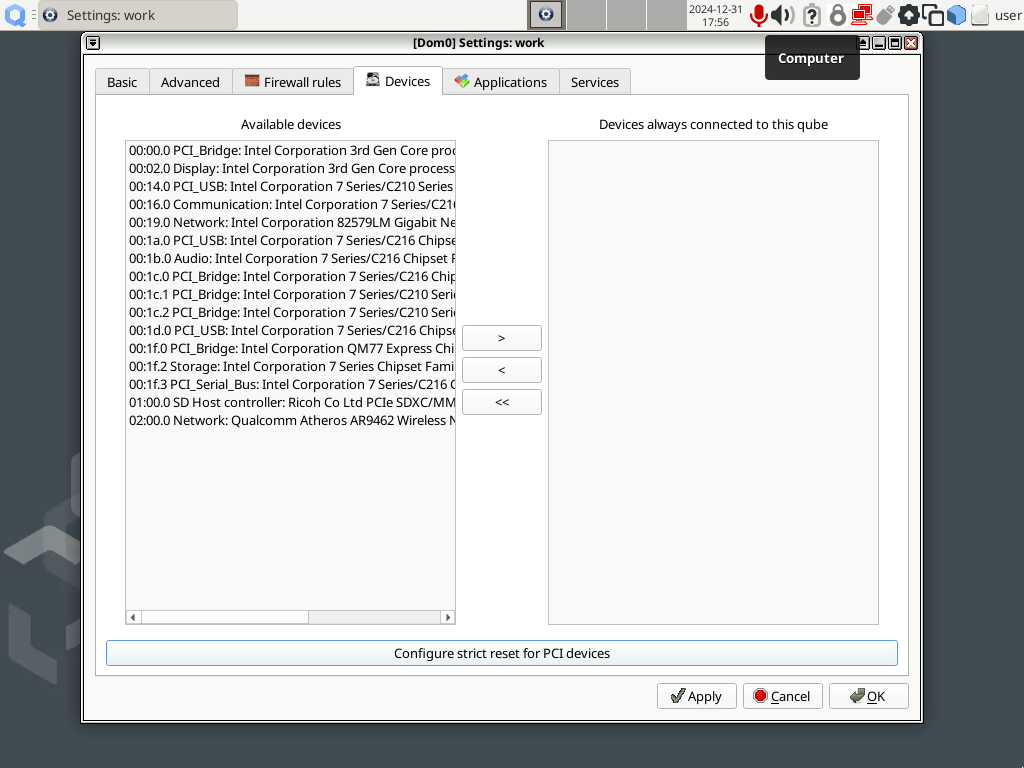 Settings: work
2024-12-31
17:56
user
[Dom0] Settings: work
Computer
Basic
Advanced
Firewall rules
Devices
Applications
Services
Available devices
Devices always connected to this qube
00:00.0 PCI_Bridge: Intel Corporation 3rd Gen Core proc
00:02.0 Display: Intel Corporation 3rd Gen Core process
00:14.0 PCI_USB: Intel Corporation 7 Series/C210 Series
00:16.0 Communication: Intel Corporation 7 Series/C216
00:19.0 Network: Intel Corporation 82579LM Gigabit Ne
00:1a.0 PCI_USB: Intel Corporation 7 Series/C216 Chipse
00:1b.0 Audio: Intel Corporation 7 Series/C216 Chipset F
00:1c.0 PCI_Bridge: Intel Corporation 7 Series/C216 Chip
00:1c.1 PCI_Bridge: Intel Corporation 7 Series/C210 Serie
00:1c.2 PCI_Bridge: Intel Corporation 7 Series/C210 Serie
00:1d.0 PCI_USB: Intel Corporation 7 Series/C216 Chipse
00:1f.0 PCI_Bridge: Intel Corporation QM77 Express Chi
00:1f.2 Storage: Intel Corporation 7 Series Chipset Fami
00:1f.3 PCI_Serial_Bus: Intel Corporation 7 Series/C216 C
01:00.0 SD Host controller: Ricoh Co Ltd PCIe SDXC/MM
02:00.0 Network: Qualcomm Atheros AR9462 Wireless N
>
<
<<
Configure strict reset for PCI devices
Apply
Cancel
OK